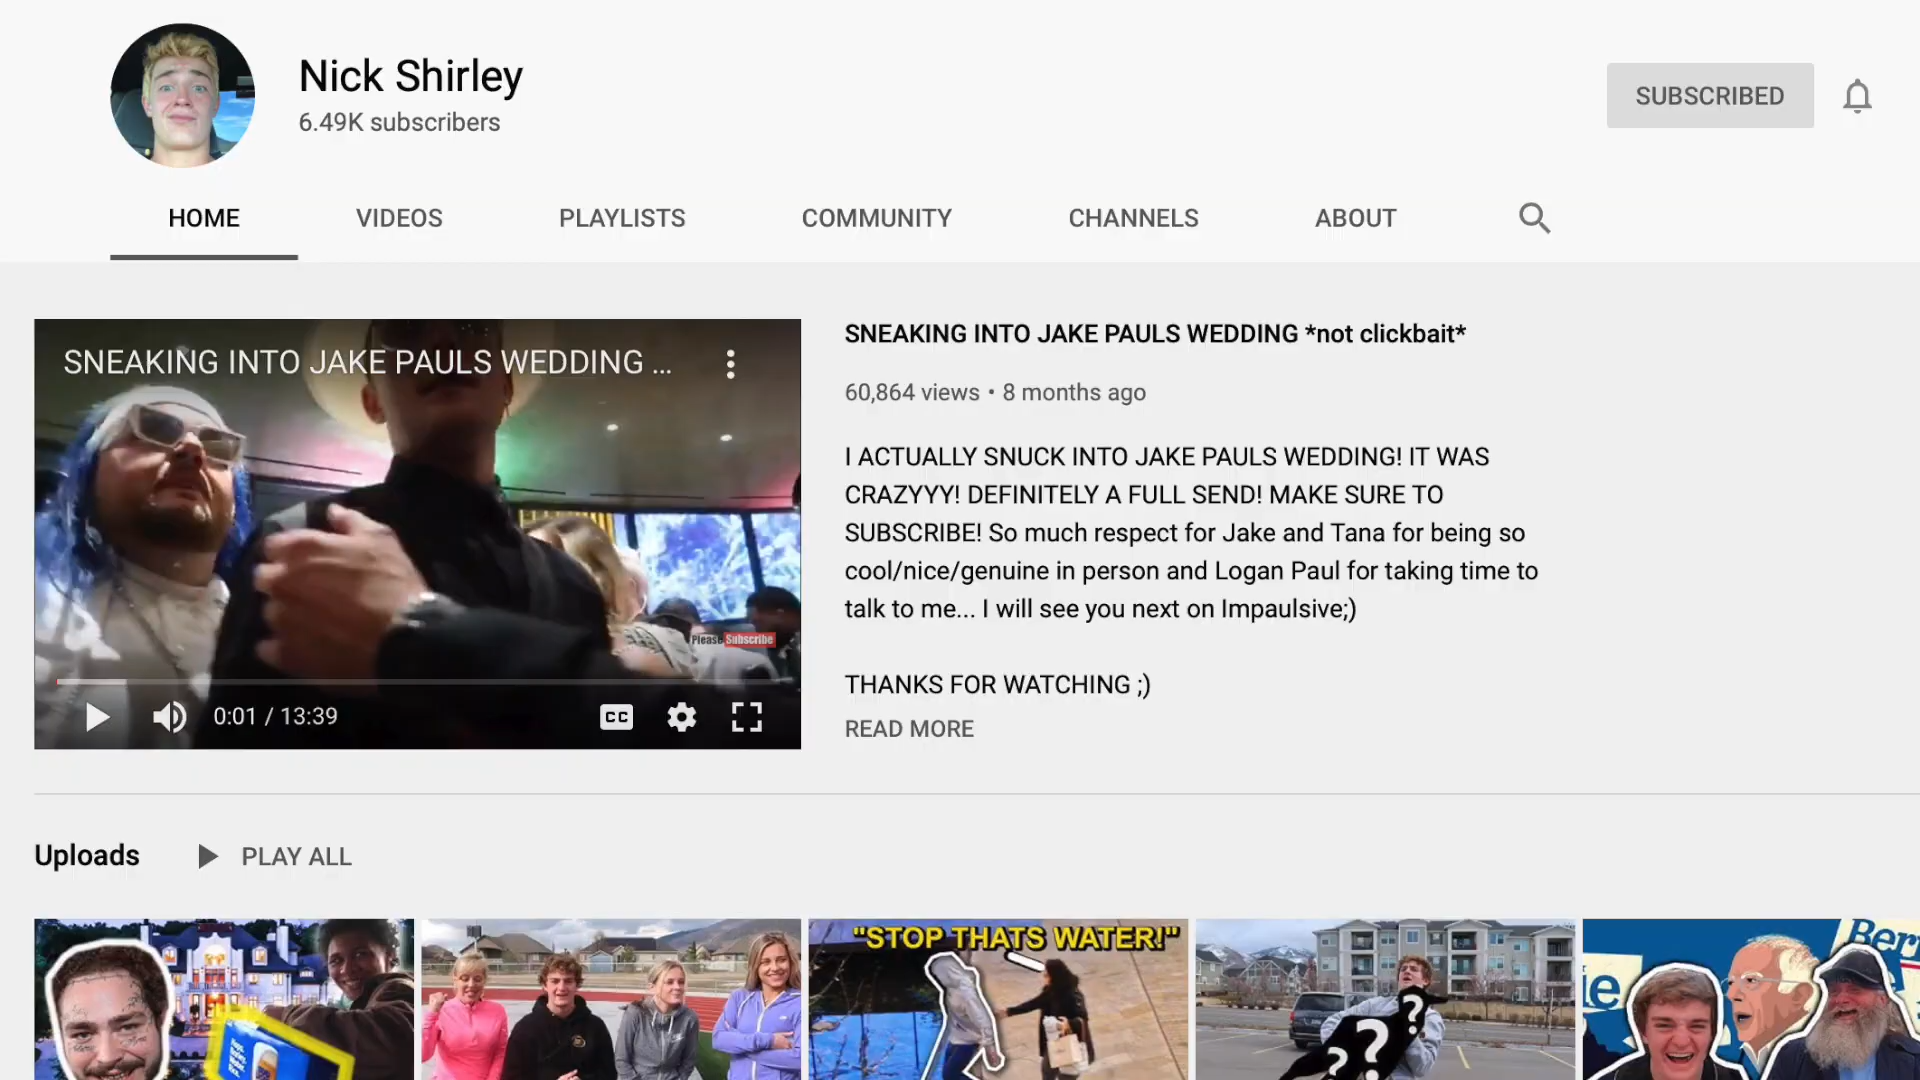 Nick Shirley
6.49K subscribers
SUBSCRIBED
HOME
VIDEOS
PLAYLISTS
COMMUNITY
CHANNELS
ABOUT
SNEAKING INTO JAKE PAULS WEDDING ...
Please Subscribe
0:01 / 13:39
CC
SNEAKING INTO JAKE PAULS WEDDING *not clickbait*
60,864 views • 8 months ago
I ACTUALLY SNUCK INTO JAKE PAULS WEDDING! IT WAS
CRAZYYY! DEFINITELY A FULL SEND! MAKE SURE TO
SUBSCRIBE! So much respect for Jake and Tana for being so
cool/nice/genuine in person and Logan Paul for taking time to
talk to me... I will see you next on Impaulsive;)
THANKS FOR WATCHING ;)
READ MORE
Uploads
PLAY ALL
"STOP THATS WATER!"
? ? ?
Ber
le